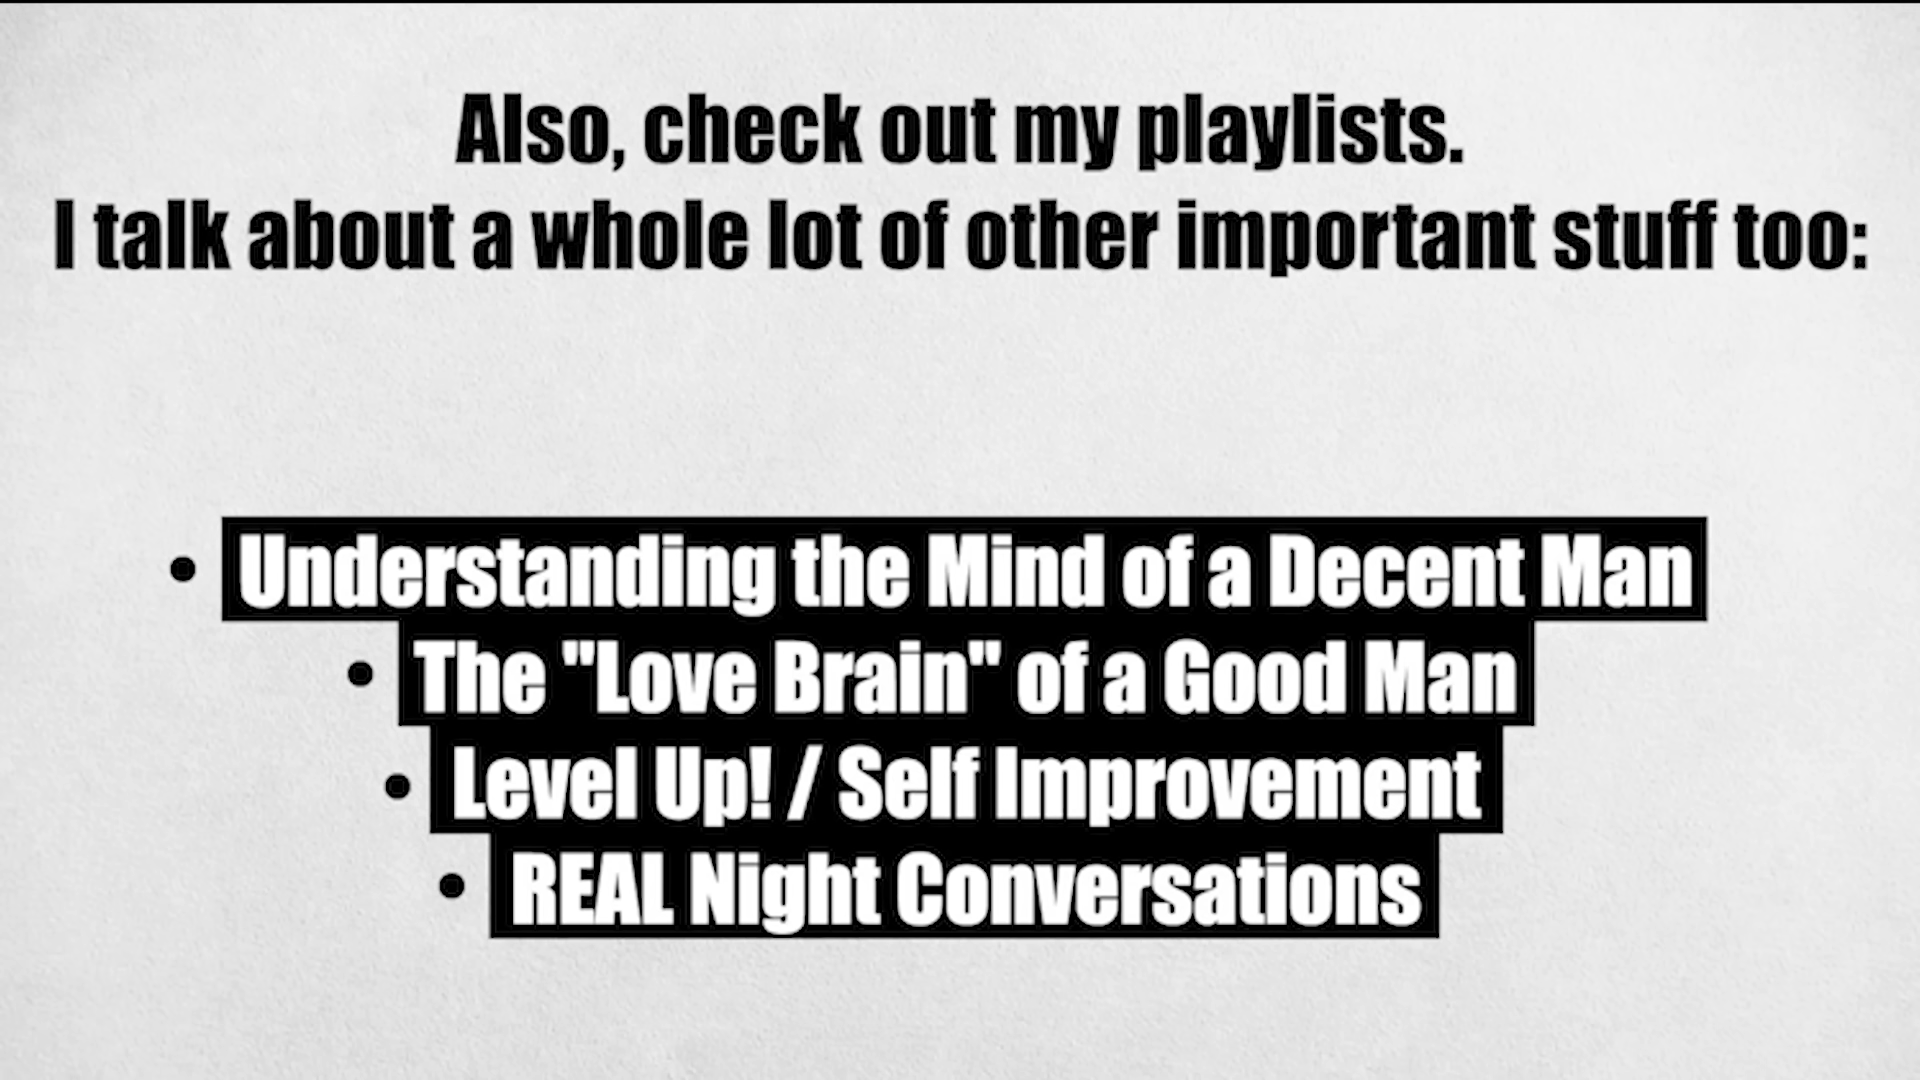 Also, check out my playlists.
I talk about a whole lot of other important stuff too:
• Understanding the Mind of a Decent Man
• The "Love Brain" of a Good Man
• Level Up! / Self Improvement
• REAL Night Conversations